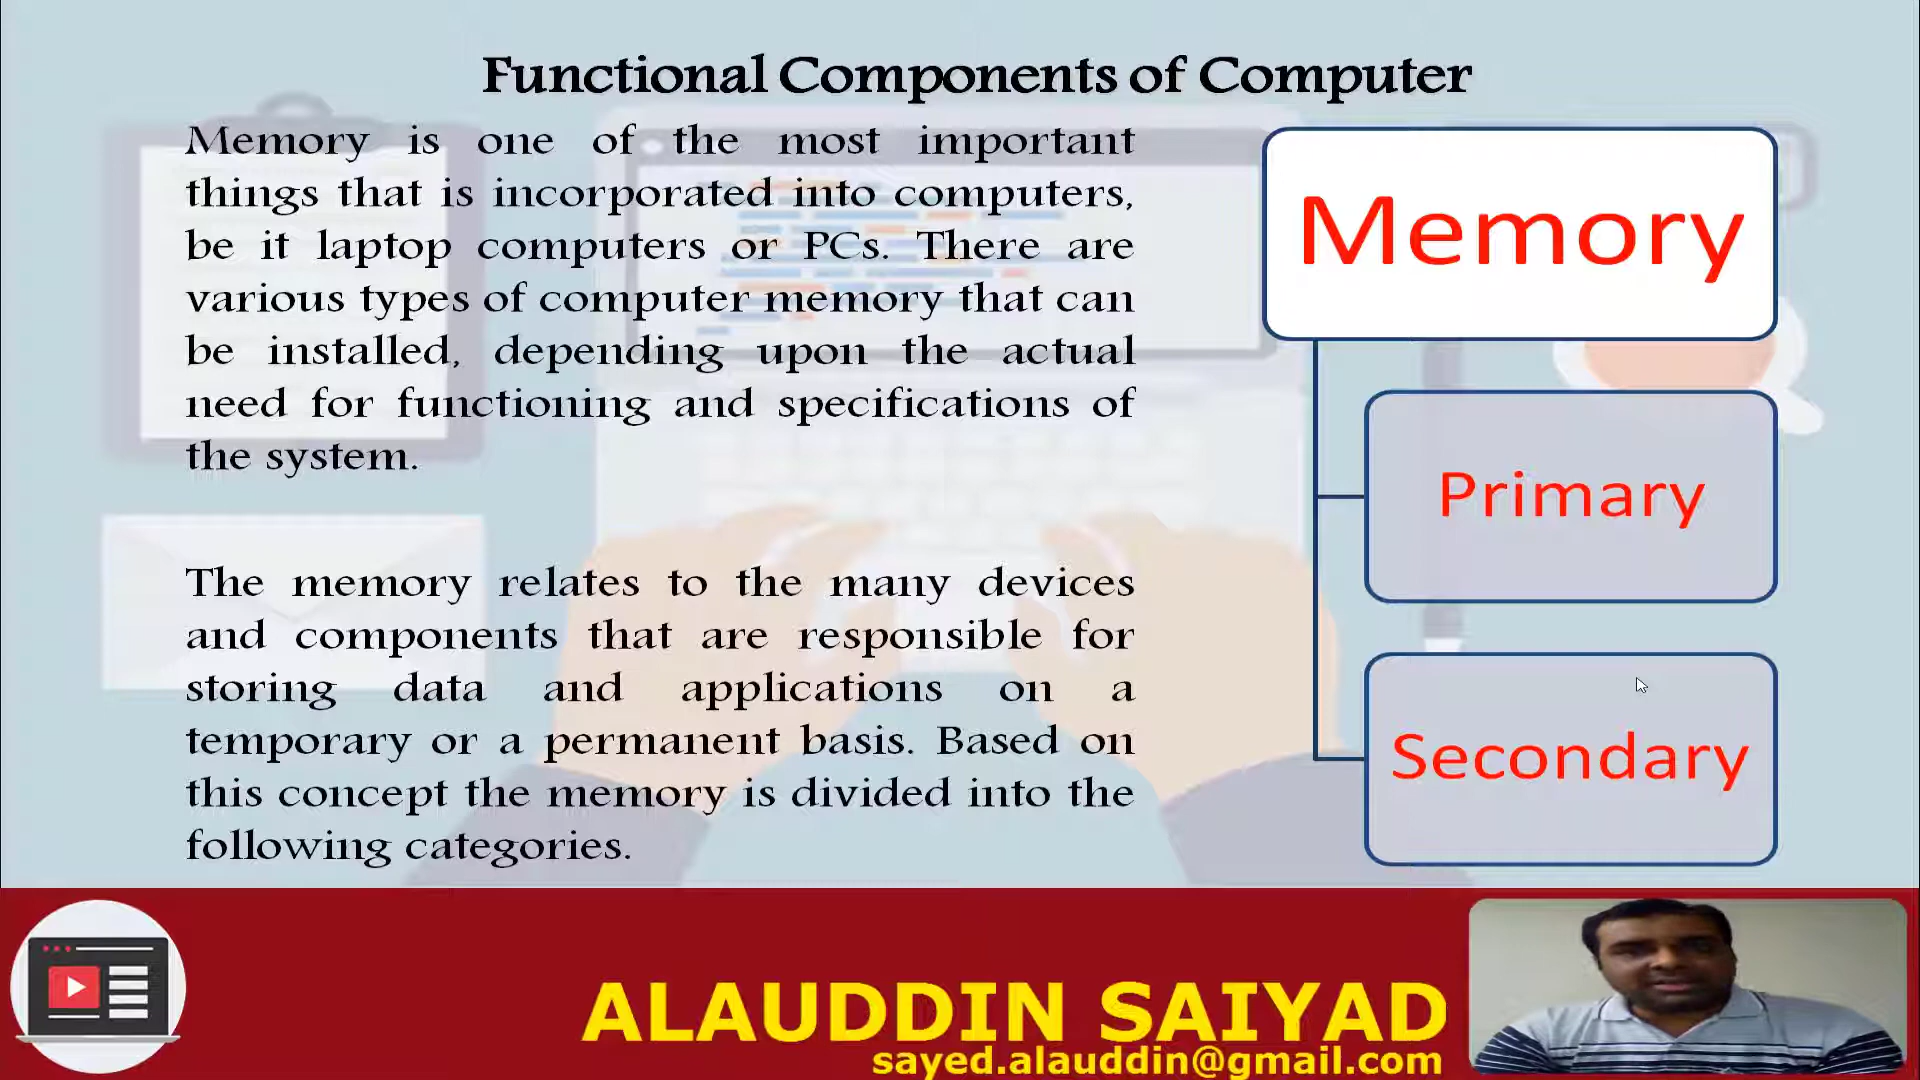 Functional Components of Computer
Memory is one of the most important
things that is incorporated into computers,
be it laptop computers or PCs. There are
various types of computer memory that can
be installed, depending upon the actual
need for functioning and specifications of
the system.
The memory relates to the many devices
and components that are responsible for
storing data and applications on a
temporary or a permanent basis. Based on
this concept the memory is divided into the
following categories.
Memory
Primary
Secondary
ALAUDDIN SAIYAD
sayed.alauddin@gmail.com